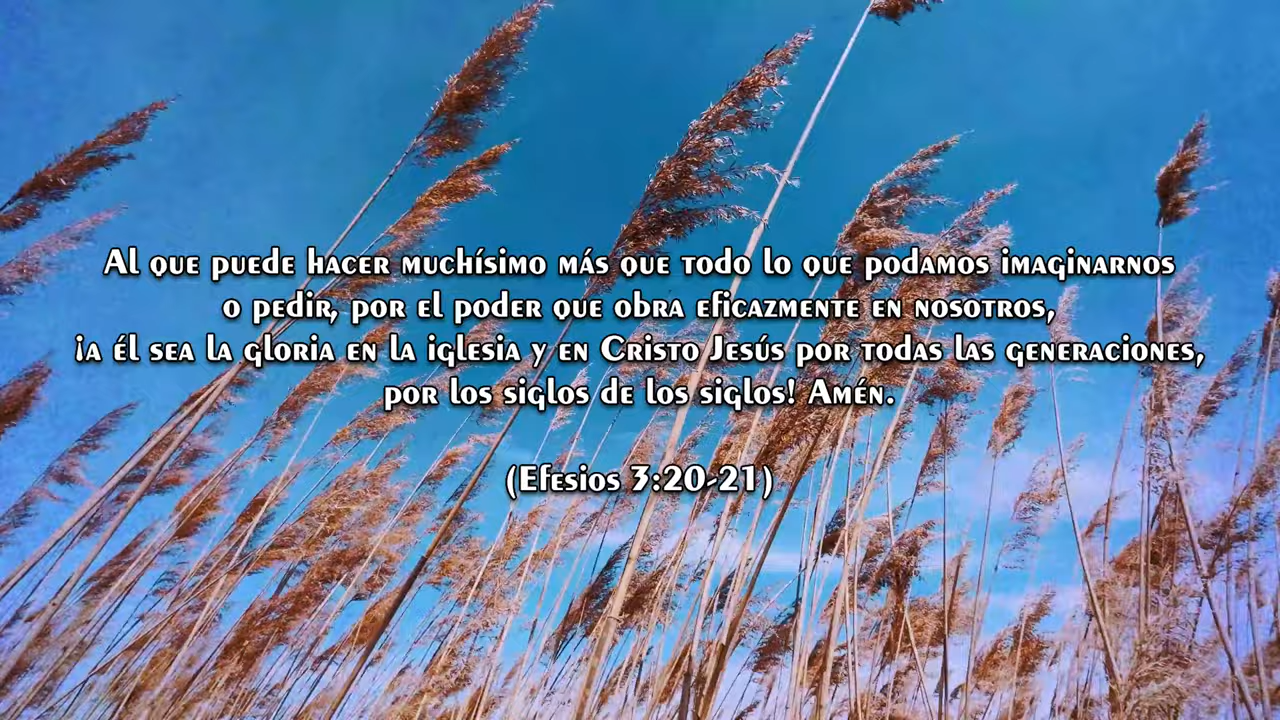 Al que puede hacer muchísimo más que todo lo que podamos imaginarnos
o pedir, por el poder que obra eficazmente en nosotros,
¡a él sea la gloria en la iglesia y en Cristo Jesús por todas las generaciones,
por los siglos de los siglos! Amén.
(Efesios 3:20-21)